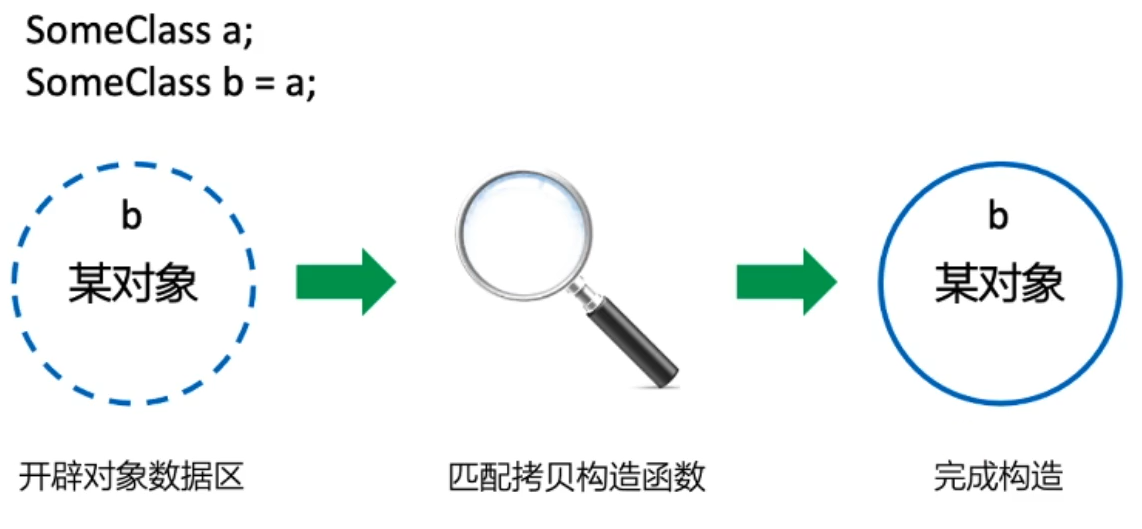 SomeClass a;
SomeClass b = a;
b
某对象
b
某对象
开辟对象数据区
匹配拷贝构造函数
完成构造